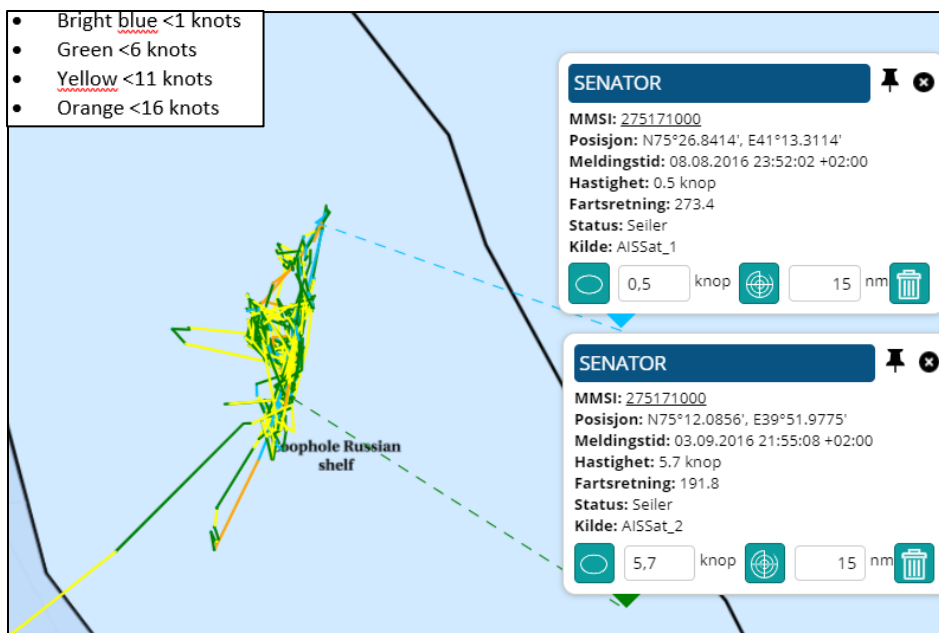 • Bright blue <1 knots
• Green <6 knots
• Yellow <11 knots
• Orange <16 knots
SENATOR
MMSI: 275171000
Posisjon: N75°26.8414', E41°13.3114'
Meldingstid: 08.08.2016 23:52:02 +02:00
Hastighet: 0.5 knop
Fartsretning: 273.4
Status: Seiler
Kilde: AISSat_1
0,5 knop 15 nm
SENATOR
MMSI: 275171000
Posisjon: N75°12.0856', E39°51.9775'
Meldingstid: 03.09.2016 21:55:08 +02:00
Hastighet: 5.7 knop
Fartsretning: 191.8
Status: Seiler
Kilde: AISSat_2
5,7 knop 15 nm
oophole Russian
shelf